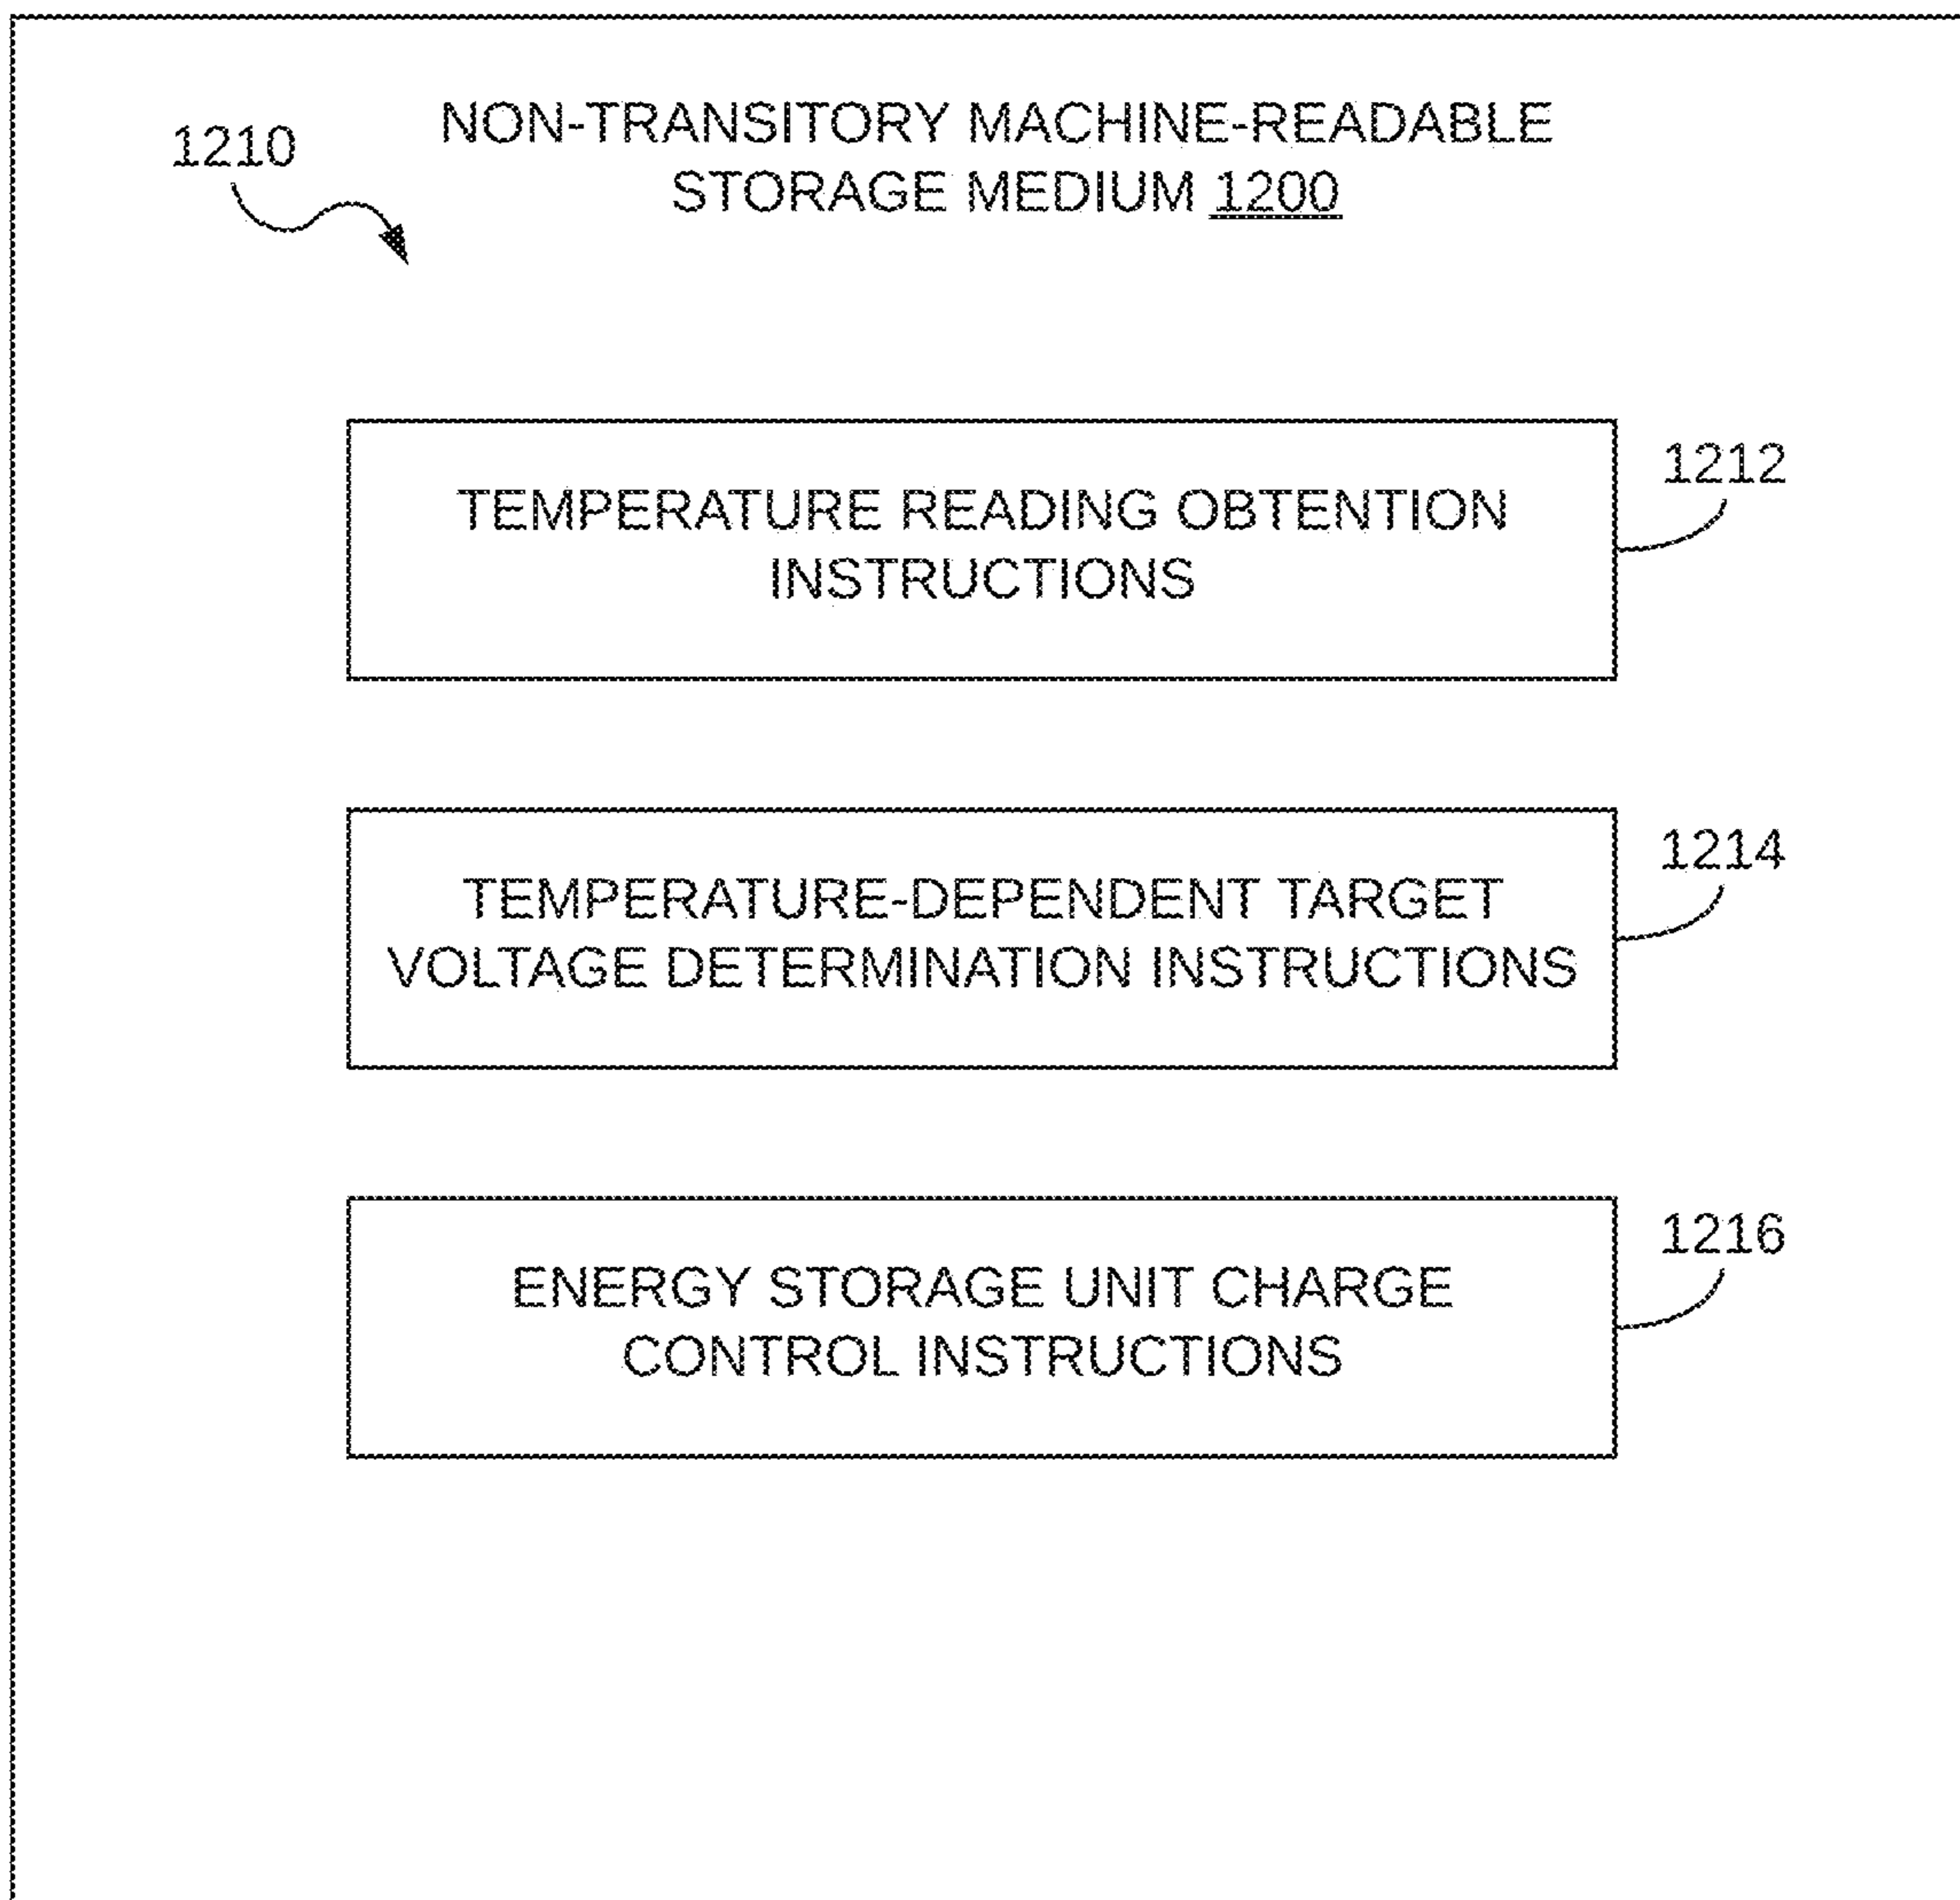 1210
NON-TRANSITORY MACHINE-READABLE
STORAGE MEDIUM 1200
TEMPERATURE READING OBTENTION
INSTRUCTIONS
1212
TEMPERATURE-DEPENDENT TARGET
VOLTAGE DETERMINATION INSTRUCTIONS
1214
ENERGY STORAGE UNIT CHARGE
CONTROL INSTRUCTIONS
1216